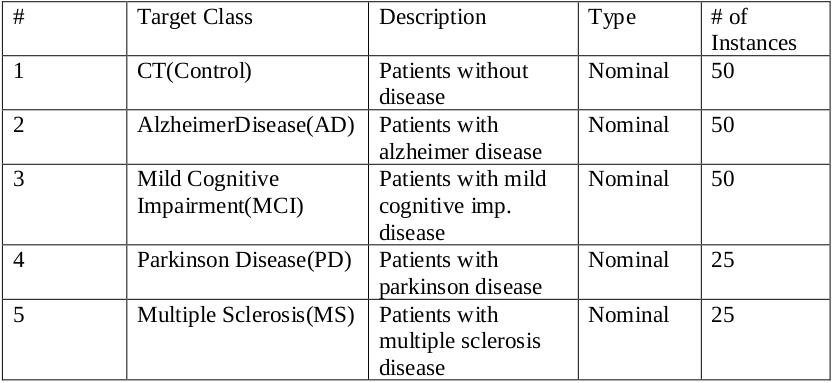 # Target Class Description Type # of
Instances
1 CT(Control) Patients without Nominal 50
disease
2 AlzheimerDisease(AD) Patients with Nominal 50
alzheimer disease
3 Mild Cognitive Patients with mild Nominal 50
Impairment(MCI) cognitive imp.
disease
4 Parkinson Disease(PD) Patients with Nominal 25
parkinson disease
5 Multiple Sclerosis(MS) Patients with Nominal 25
multiple sclerosis
disease